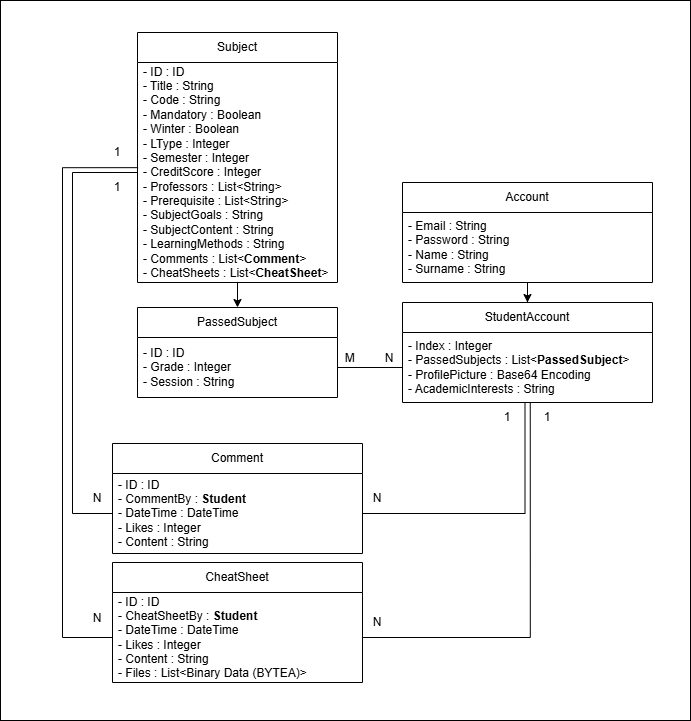 Subject
- ID : ID
- Title : String
- Code : String
- Mandatory : Boolean
- Winter : Boolean
- LType : Integer
- Semester : Integer
- CreditScore : Integer
- Professors : List<String>
- Prerequisite : List<String>
- SubjectGoals : String
- SubjectContent : String
- LearningMethods : String
- Comments : List<Comment>
- CheatSheets : List<CheatSheet>
1
1
Account
- Email : String
- Password : String
- Name : String
- Surname : String
PassedSubject
- ID : ID
- Grade : Integer
- Session : String
M
N
StudentAccount
- Index : Integer
- PassedSubjects : List<PassedSubject>
- ProfilePicture : Base64 Encoding
- AcademicInterests : String
1
1
Comment
- ID : ID
- CommentBy : Student
- DateTime : DateTime
- Likes : Integer
- Content : String
N
N
CheatSheet
- ID : ID
- CheatSheetBy : Student
- DateTime : DateTime
- Likes : Integer
- Content : String
- Files : List<Binary Data (BYTEA)>
N
N